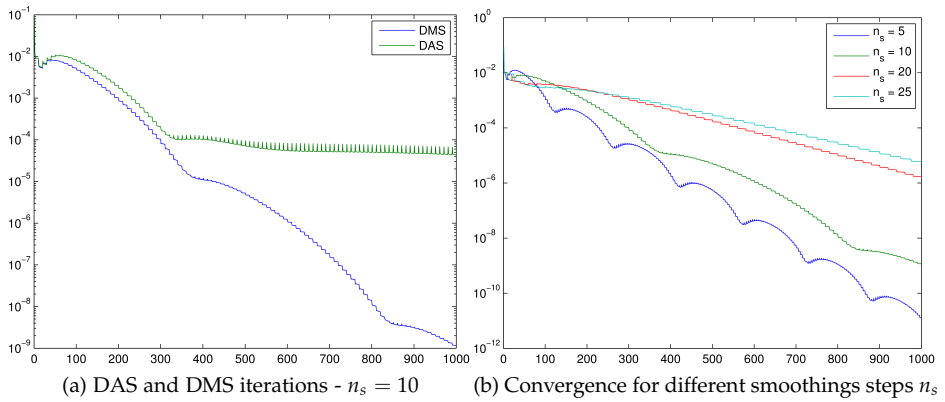 10^-1
10^-2
10^-3
10^-4
10^-5
10^-6
10^-7
10^-8
10^-9
0 100 200 300 400 500 600 700 800 900 1000
DMS
DAS
(a) DAS and DMS iterations - n_s = 10
10^0
10^-2
10^-4
10^-6
10^-8
10^-10
10^-12
0 100 200 300 400 500 600 700 800 900 1000
n_s = 5
n_s = 10
n_s = 20
n_s = 25
(b) Convergence for different smoothings steps n_s